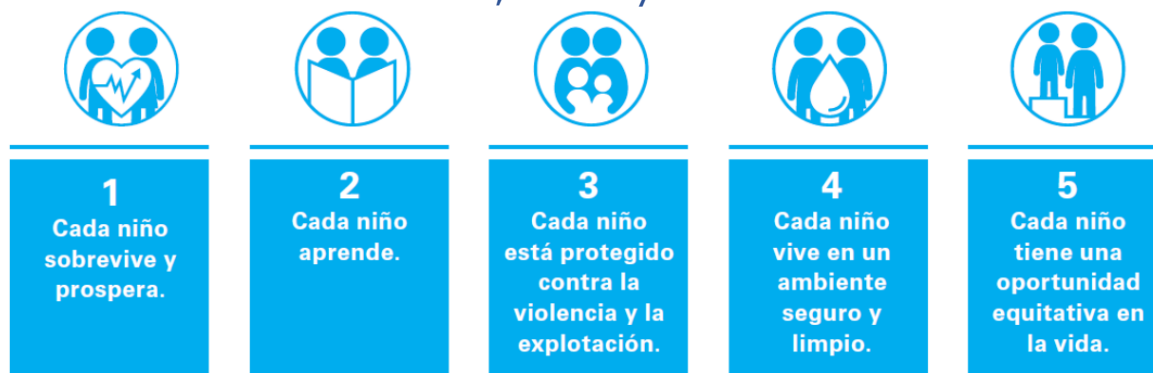 1
Cada niño
sobrevive y
prospera.
2
Cada niño
aprende.
3
Cada niño
está protegido
contra la
violencia y la
explotación.
4
Cada niño
vive en un
ambiente
seguro y
limpio.
5
Cada niño
tiene una
oportunidad
equitativa en
la vida.